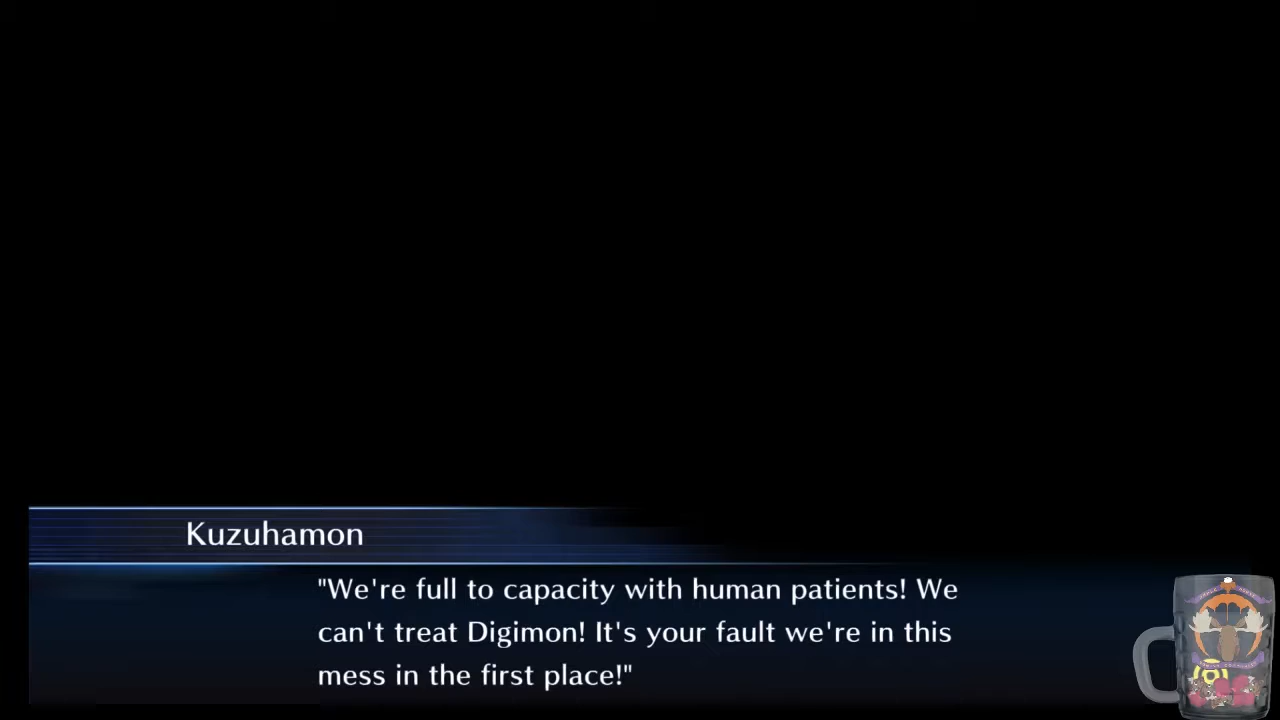 Kuzuhamon
"We're full to capacity with human patients! We
can't treat Digimon! It's your fault we're in this
mess in the first place!"